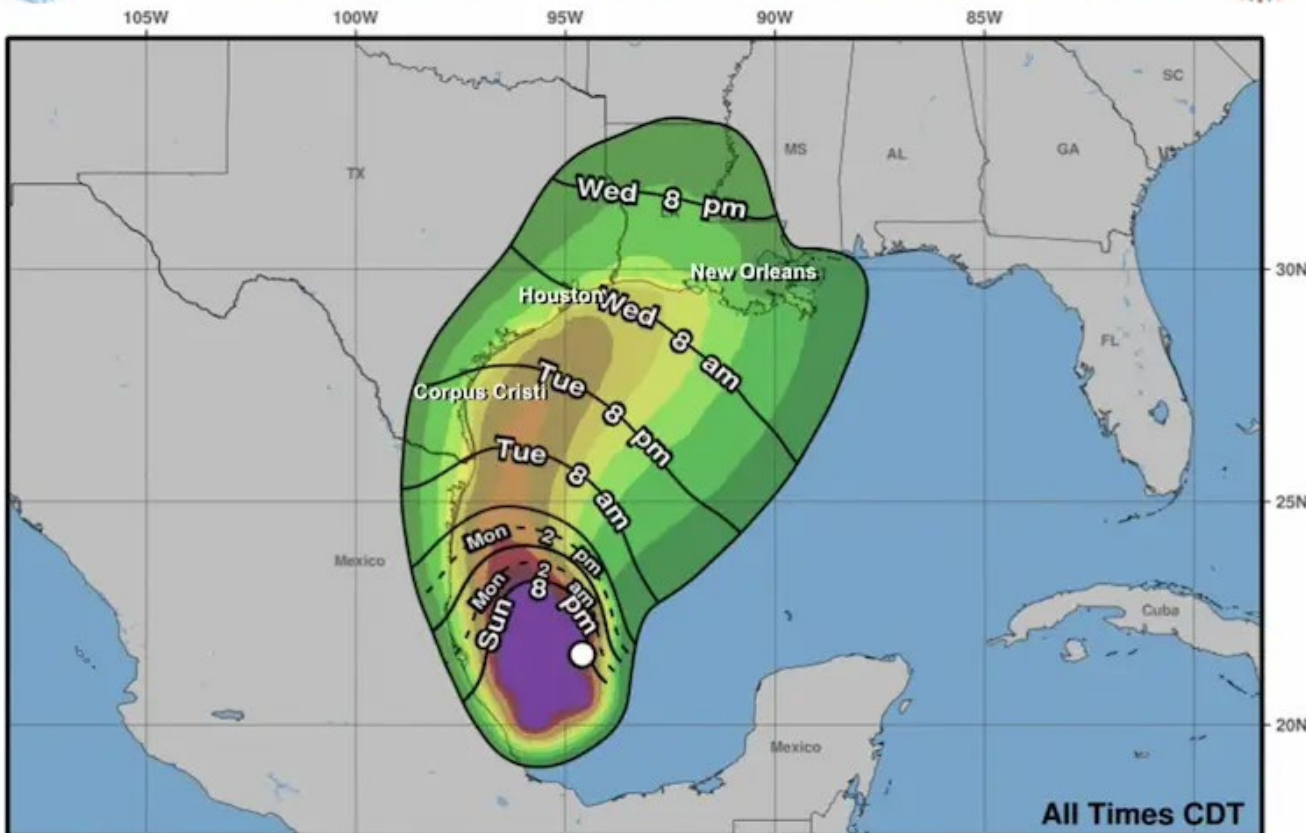 105W 100W 95W 90W 85W
SC
MS AL GA
TX
Wed 8 pm
New Orleans 30N
Houston Wed 8 am
FL
Corpus Cristi Tue 8 pm
Tue 8 am
25N
Mon 2 pm
Mexico
Mon 2 am
Sun 8 pm
Cuba
20N
Mexico
All Times CDT